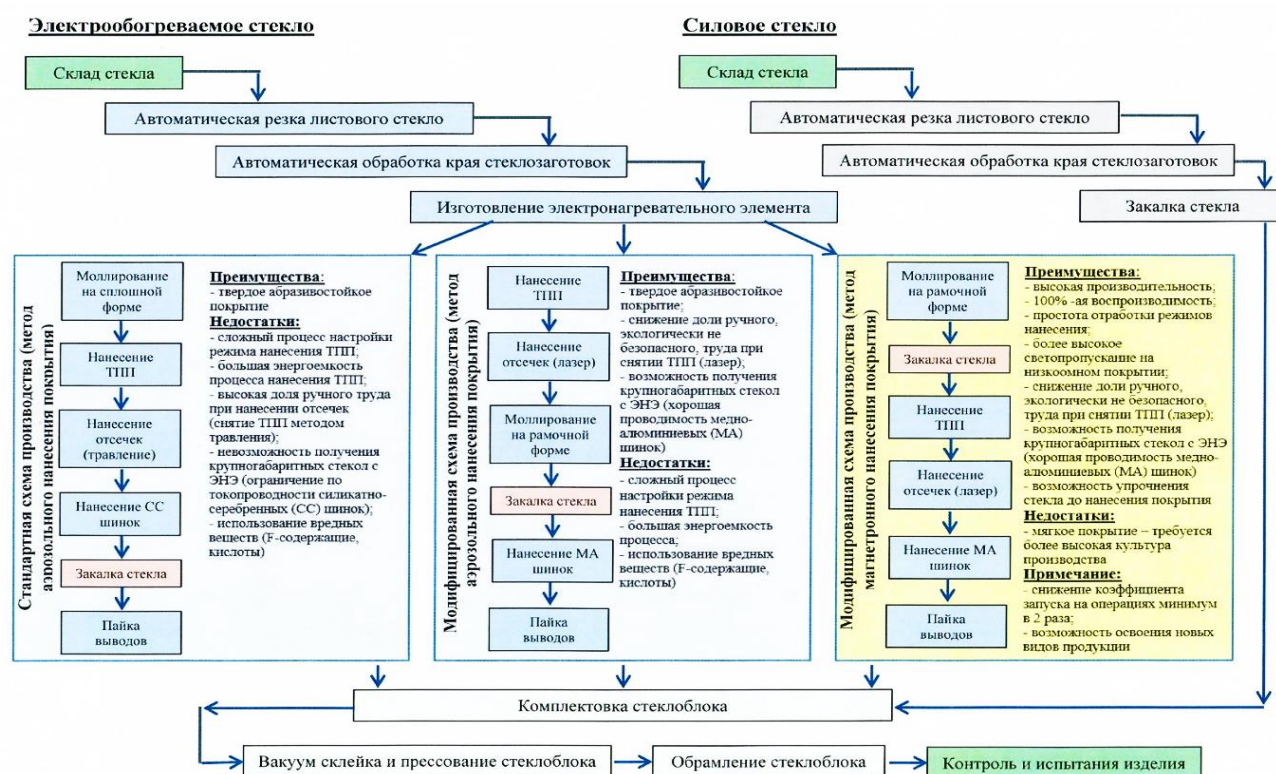 Электрообогреваемое стекло
Силовое стекло
Склад стекла
Склад стекла
Автоматическая резка листового стекло
Автоматическая резка листового стекло
Автоматическая обработка края стеклозаготовок
Автоматическая обработка края стеклозаготовок
Изготовление электронагревательного элемента
Закалка стекла
Стандартная схема производства (метод
аэрозольного нанесения покрытия)
Моллирование
на сплошной
форме
Нанесение
ТПП
Нанесение
отсечек
(травление)
Нанесение СС
шинок
Закалка стекла
Пайка
выводов
Преимущества:
- твердое абразивостойкое
покрытие
Недостатки:
- сложный процесс настройки
режима нанесения ТПП;
- большая энергоемкость
процесса нанесения ТПП;
- высокая доля ручного труда
при нанесении отсечек
(снятие ТПП методом
травления);
- невозможность получения
крупногабаритных стекол с
ЭНЭ (ограничение по
токопроводности силикатно-
серебренных (СС) шинок);
- использование вредных
веществ (F-содержащие,
кислоты)
Модифицированная схема производства (метод
аэрозольного нанесения покрытия)
Нанесение
ТПП
Нанесение
отсечек (лазер)
Моллирование
на рамочной
форме
Закалка стекла
Нанесение МА
шинок
Пайка
выводов
Преимущества:
- твердое абразивостойкое
покрытие;
- снижение доли ручного,
экологически не
безопасного, труда при
снятии ТПП (лазер);
- возможность получения
крупногабаритных стекол
с ЭНЭ (хорошая
проводимость медно-
алюминиевых (МА)
шинок)
Недостатки:
- сложный процесс
настройки режима
нанесения ТПП;
- большая энергоемкость
процесса;
- использование вредных
веществ (F-содержащие,
кислоты)
Модифицированная схема производства (метод
магнетронного нанесения покрытия)
Моллирование
на рамочной
форме
Закалка стекла
Нанесение
ТПП
Нанесение
отсечек (лазер)
Нанесение МА
шинок
Пайка
выводов
Преимущества:
- высокая производительность;
- 100% -ая воспроизводимость;
- простота отработки режимов
нанесения;
- более высокое
светопропускание на
низкоомном покрытии;
- снижение доли ручного,
экологически не безопасного,
труда при снятии ТПП (лазер);
- возможность получения
крупногабаритных стекол с ЭНЭ
(хорошая проводимость медно-
алюминиевых (МА) шинок)
- возможность упрочнения
стекла до нанесения покрытия
Недостатки:
- мягкое покрытие – требуется
более высокая культура
производства
Примечание:
- снижение коэффициента
запуска на операциях минимум
в 2 раза;
- возможность освоения новых
видов продукции
Комплектовка стеклоблока
Вакуум склейка и прессование стеклоблока
Обрамление стеклоблока
Контроль и испытания изделия